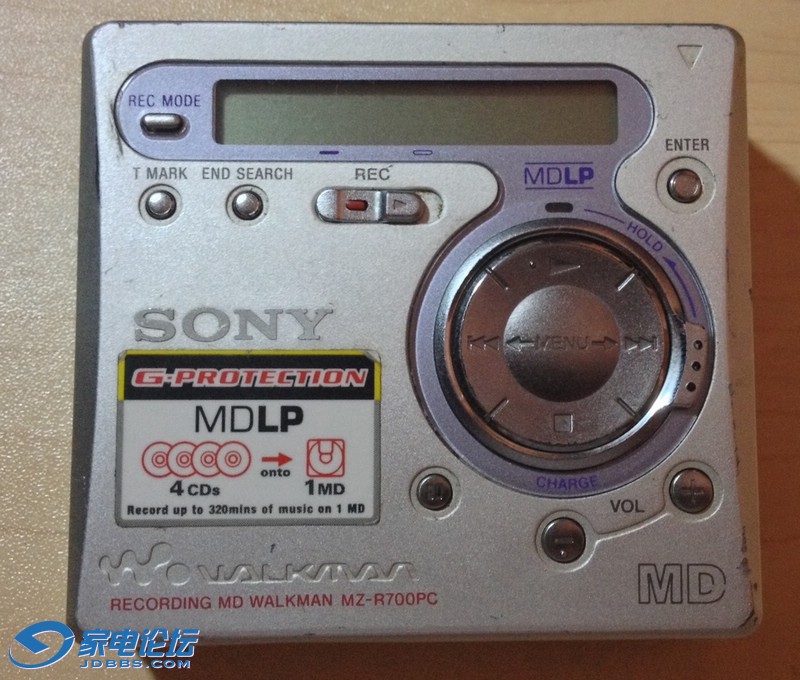 REC MODE
T MARK
END SEARCH
REC
MDLP
ENTER
HOLD
SONY
MENU
G-PROTECTION
MDLP
4 CDs
onto
1 MD
Record up to 320mins of music on 1 MD
CHARGE
VOL
WALKMAN
RECORDING MD WALKMAN MZ-R700PC
MD
家电论坛
JDBBS.COM